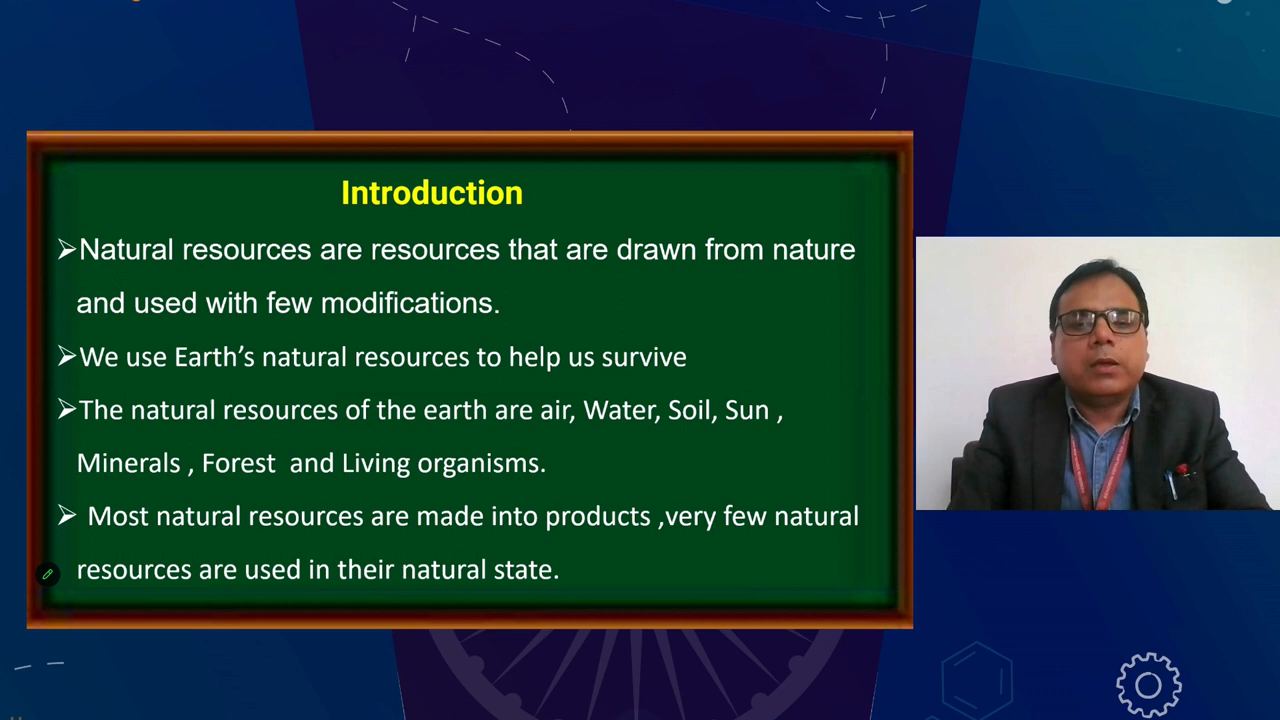 Introduction
➢Natural resources are resources that are drawn from nature
and used with few modifications.
➢We use Earth’s natural resources to help us survive
➢The natural resources of the earth are air, Water, Soil, Sun ,
Minerals , Forest  and Living organisms.
➢ Most natural resources are made into products ,very few natural
resources are used in their natural state.